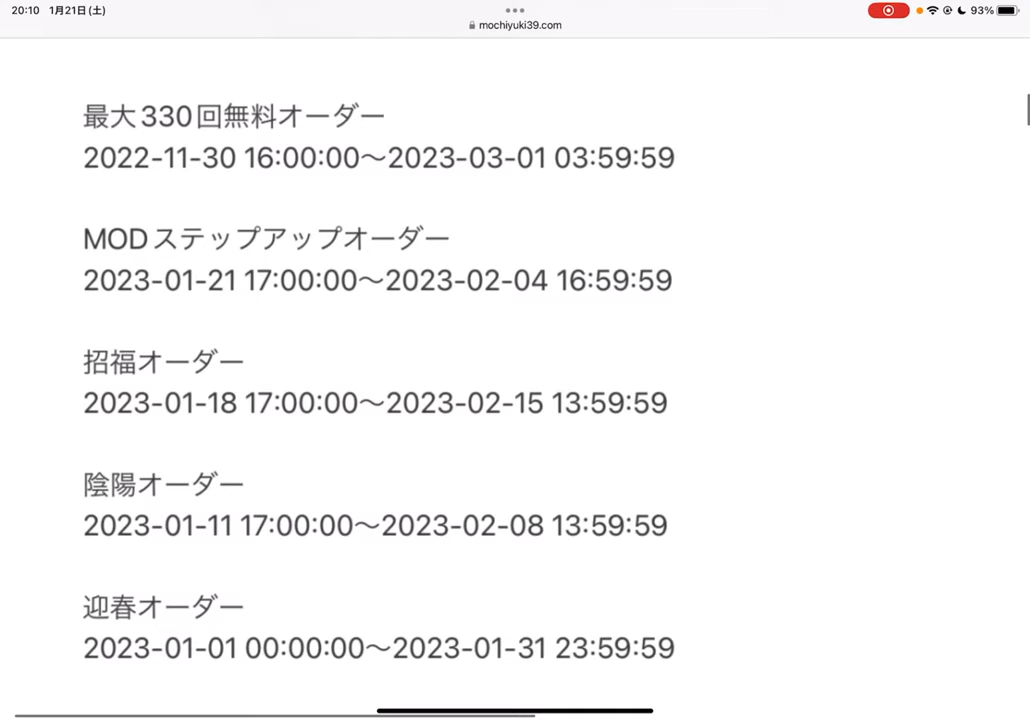 20:10 1月21日(土)
93%
mochiyuki39.com
最大330回無料オーダー
2022-11-30 16:00:00〜2023-03-01 03:59:59
MODステップアップオーダー
2023-01-21 17:00:00〜2023-02-04 16:59:59
招福オーダー
2023-01-18 17:00:00〜2023-02-15 13:59:59
陰陽オーダー
2023-01-11 17:00:00〜2023-02-08 13:59:59
迎春オーダー
2023-01-01 00:00:00〜2023-01-31 23:59:59